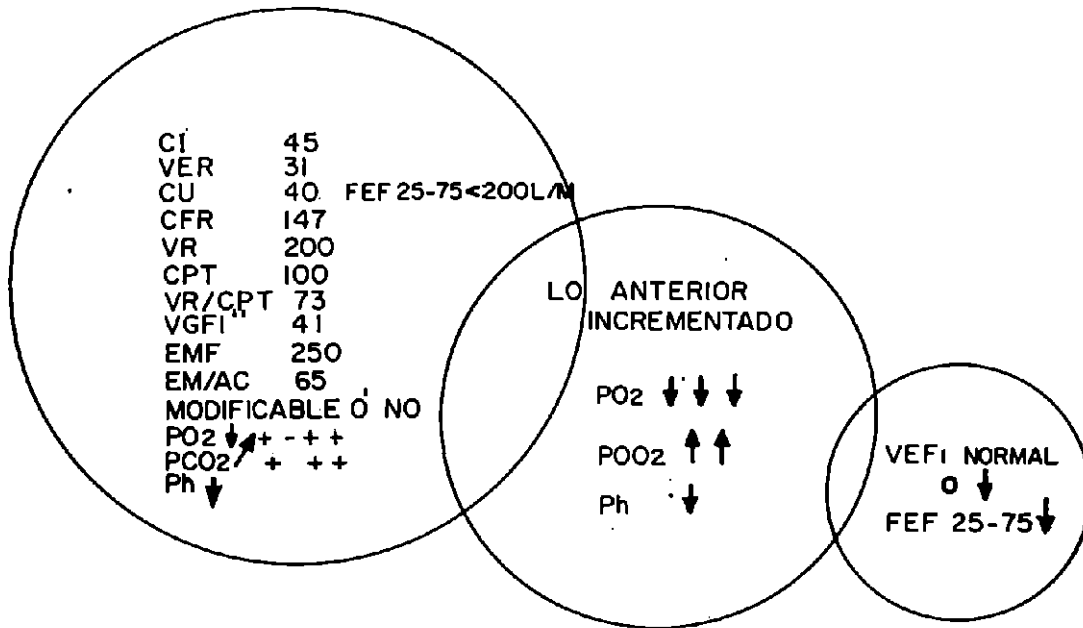 CI 45
VER 31
CU 40 FEF 25-75<200L/M
CFR 147
VR 200
CPT 100
VR/CPT 73
VGF1" 41
EMF 250
EM/AC 65
MODIFICABLE Ó NO
PO2 ↓ + - + +
PCO2 ↗ + + +
Ph ↓
LO ANTERIOR
INCREMENTADO
PO2 ↓ ↓ ↓
POO2 ↑ ↑
Ph ↓
VEF1 NORMAL
O ↓
FEF 25-75 ↓